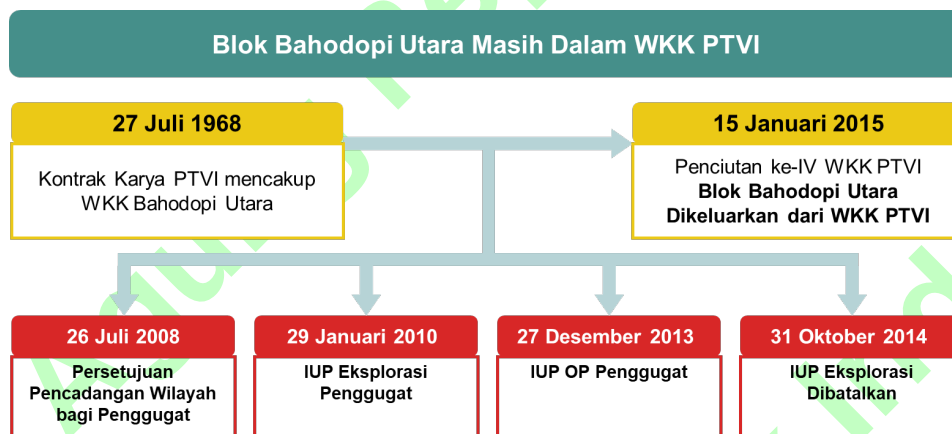 Blok Bahodopi Utara Masih Dalam WKK PTVI
27 Juli 1968
Kontrak Karya PTVI mencakup
WKK Bahodopi Utara
15 Januari 2015
Penciutan ke-IV WKK PTVI
Blok Bahodopi Utara
Dikeluarkan dari WKK PTVI
26 Juli 2008
Persetujuan
Pencadangan Wilayah
bagi Penggugat
29 Januari 2010
IUP Eksplorasi
Penggugat
27 Desember 2013
IUP OP Penggugat
31 Oktober 2014
IUP Eksplorasi
Dibatalkan